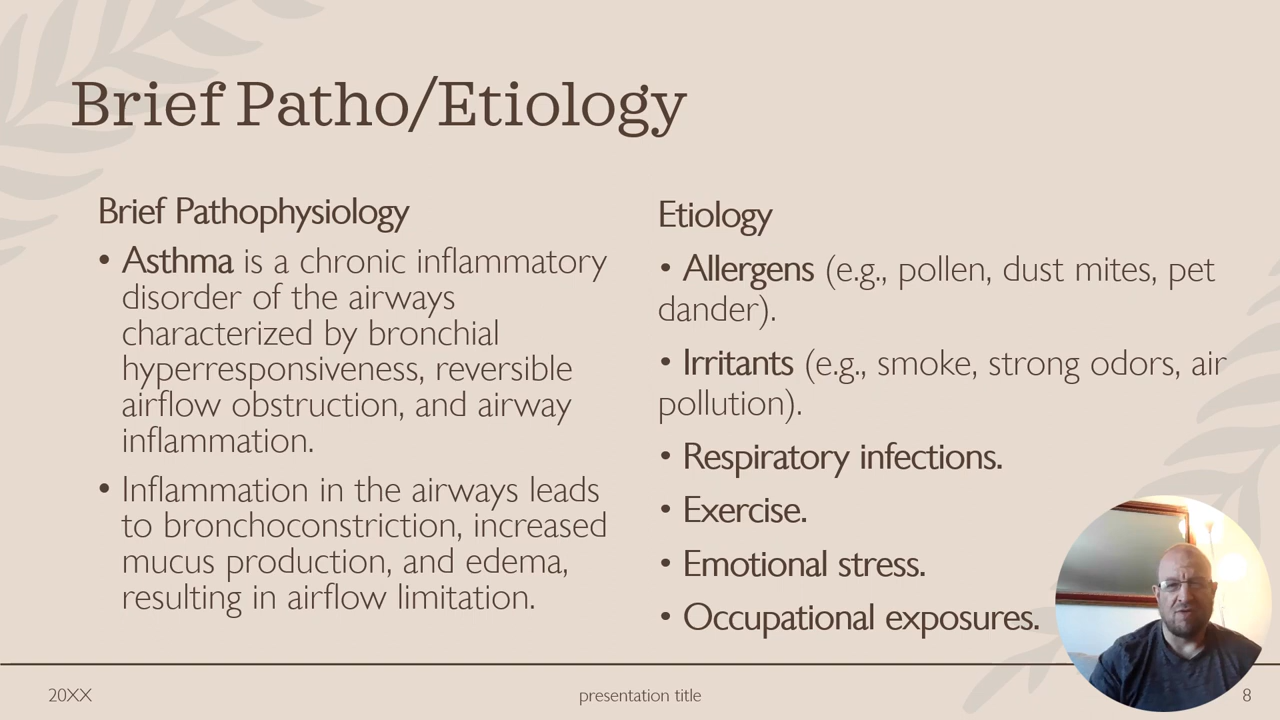 Brief Patho/Etiology
Brief Pathophysiology
• Asthma is a chronic inflammatory
disorder of the airways
characterized by bronchial
hyperresponsiveness, reversible
airflow obstruction, and airway
inflammation.
• Inflammation in the airways leads
to bronchoconstriction, increased
mucus production, and edema,
resulting in airflow limitation.
Etiology
• Allergens (e.g., pollen, dust mites, pet
dander).
• Irritants (e.g., smoke, strong odors, air
pollution).
• Respiratory infections.
• Exercise.
• Emotional stress.
• Occupational exposures.
20XX
presentation title
8